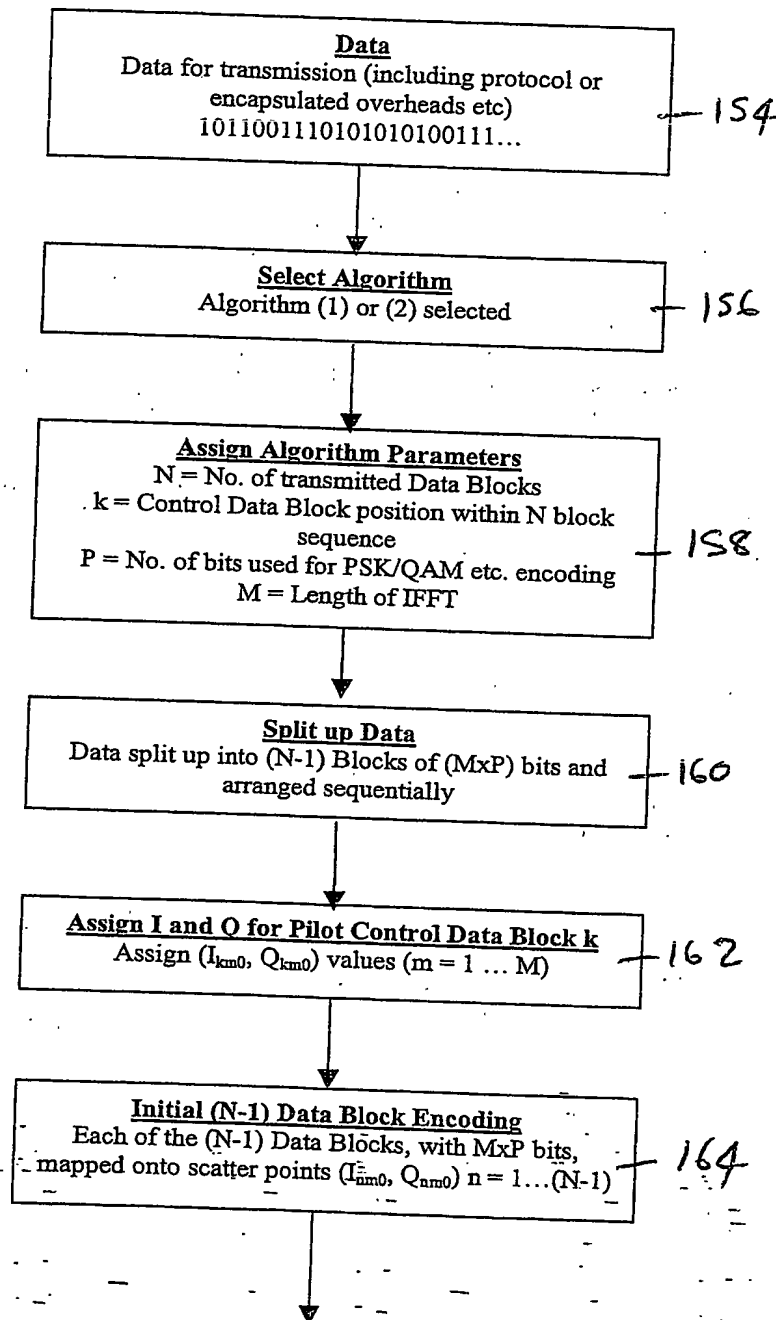 Data
Data for transmission (including protocol or
encapsulated overheads etc)
1011001110101010100111...
154
Select Algorithm
Algorithm (1) or (2) selected
156
Assign Algorithm Parameters
N = No. of transmitted Data Blocks
k = Control Data Block position within N block
sequence
P = No. of bits used for PSK/QAM etc. encoding
M = Length of IFFT
158
Split up Data
Data split up into (N-1) Blocks of (MxP) bits and
arranged sequentially
160
Assign I and Q for Pilot Control Data Block k
Assign (Ikm0, Qkm0) values (m = 1 ... M)
162
Initial (N-1) Data Block Encoding
Each of the (N-1) Data Blocks, with MxP bits,
mapped onto scatter points (Inm0, Qnm0) n = 1...(N-1)
164